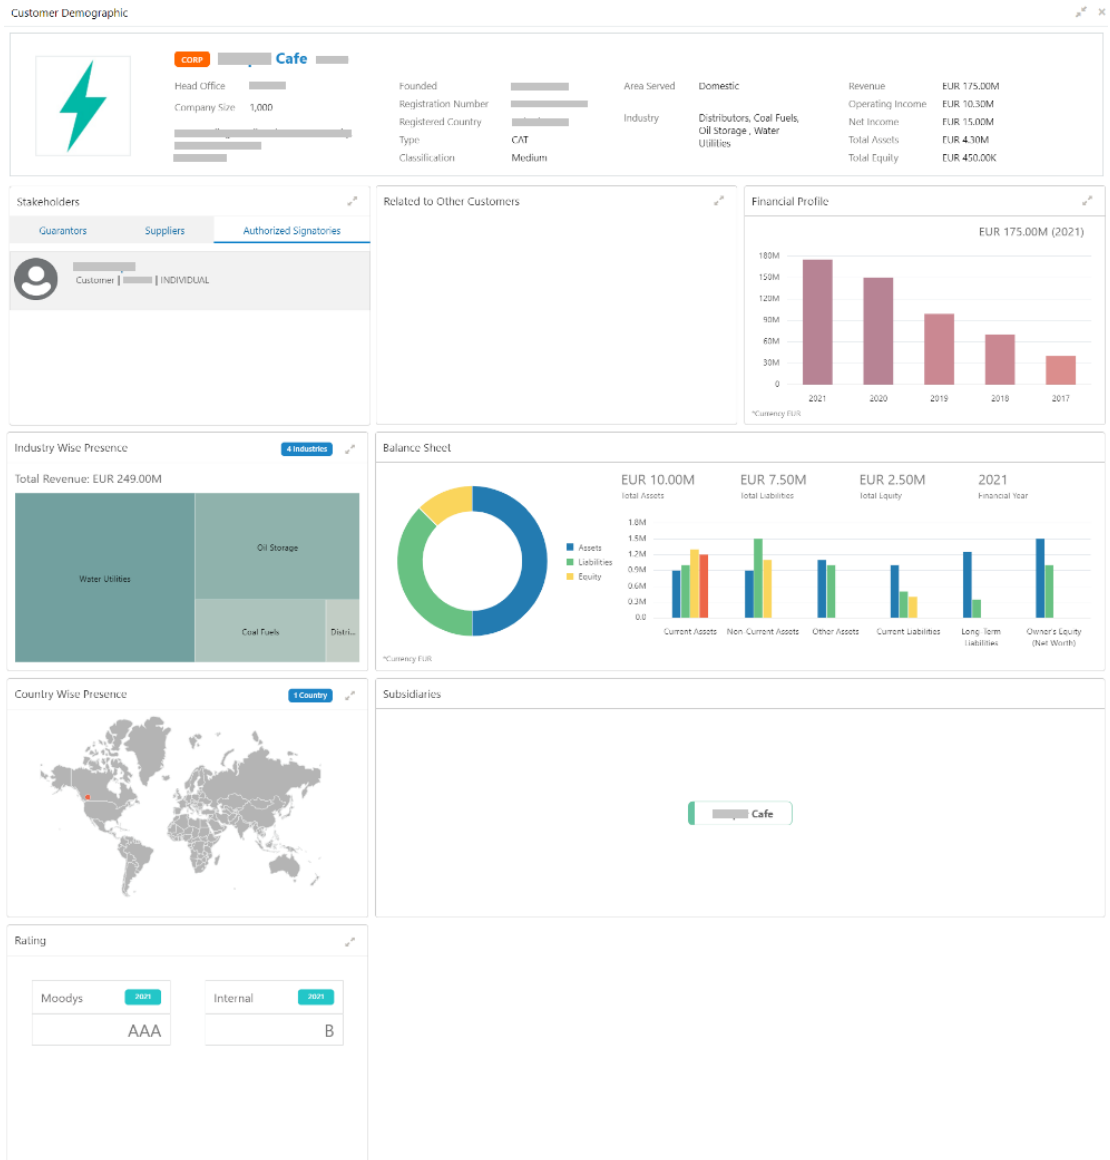 Customer Demographic
CORP Cafe
Head Office
Company Size 1,000
Founded
Registration Number
Registered Country
Type CAT
Classification Medium
Area Served Domestic
Industry Distributors, Coal Fuels,
Oil Storage , Water
Utilities
Revenue EUR 175.00M
Operating Income EUR 10.30M
Net Income EUR 15.00M
Total Assets EUR 4.30M
Total Equity EUR 450.00K
Stakeholders
Guarantors Suppliers Authorized Signatories
Customer | | INDIVIDUAL
Related to Other Customers
Financial Profile
EUR 175.00M (2021)
180M
150M
120M
90M
60M
30M
0
2021 2020 2019 2018 2017
*Currency EUR
Industry Wise Presence 4 Industries
Total Revenue: EUR 249.00M
Water Utilities
Oil Storage
Coal Fuels
Distri...
Balance Sheet
Assets
Liabilities
Equity
*Currency EUR
EUR 10.00M EUR 7.50M EUR 2.50M 2021
Total Assets Total Liabilities Total Equity Financial Year
1.8M
1.5M
1.2M
0.9M
0.6M
0.3M
0.0
Current Assets Non-Current Assets Other Assets Current Liabilities Long Term Owner's Equity
Liabilities (Net Worth)
Country Wise Presence 1 Country
Subsidiaries
Cafe
Rating
Moodys 2021
AAA
Internal 2021
B